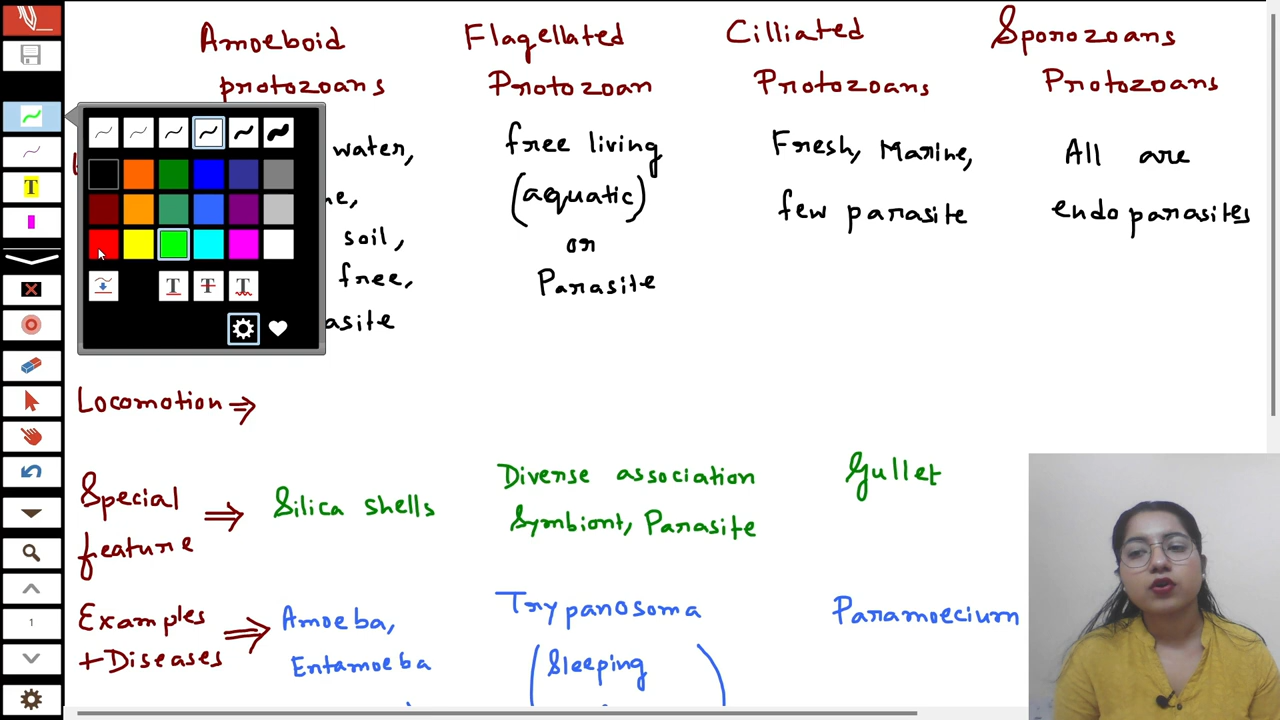 Amoeboid protozoans
Flagellated Protozoan
Cilliated Protozoans
Sporozoans Protozoans
water,
soil,
free,
asite
free living
(aquatic)
or
Parasite
Fresh, Marine,
few parasite
All are
endoparasites
Locomotion ⇒
Special feature ⇒
Silica shells
Diverse association
Symbiont, Parasite
Gullet
Examples
+ Diseases ⇒
Amoeba,
Entamoeba
Trypanosoma
(Sleeping
Paramoecium
1